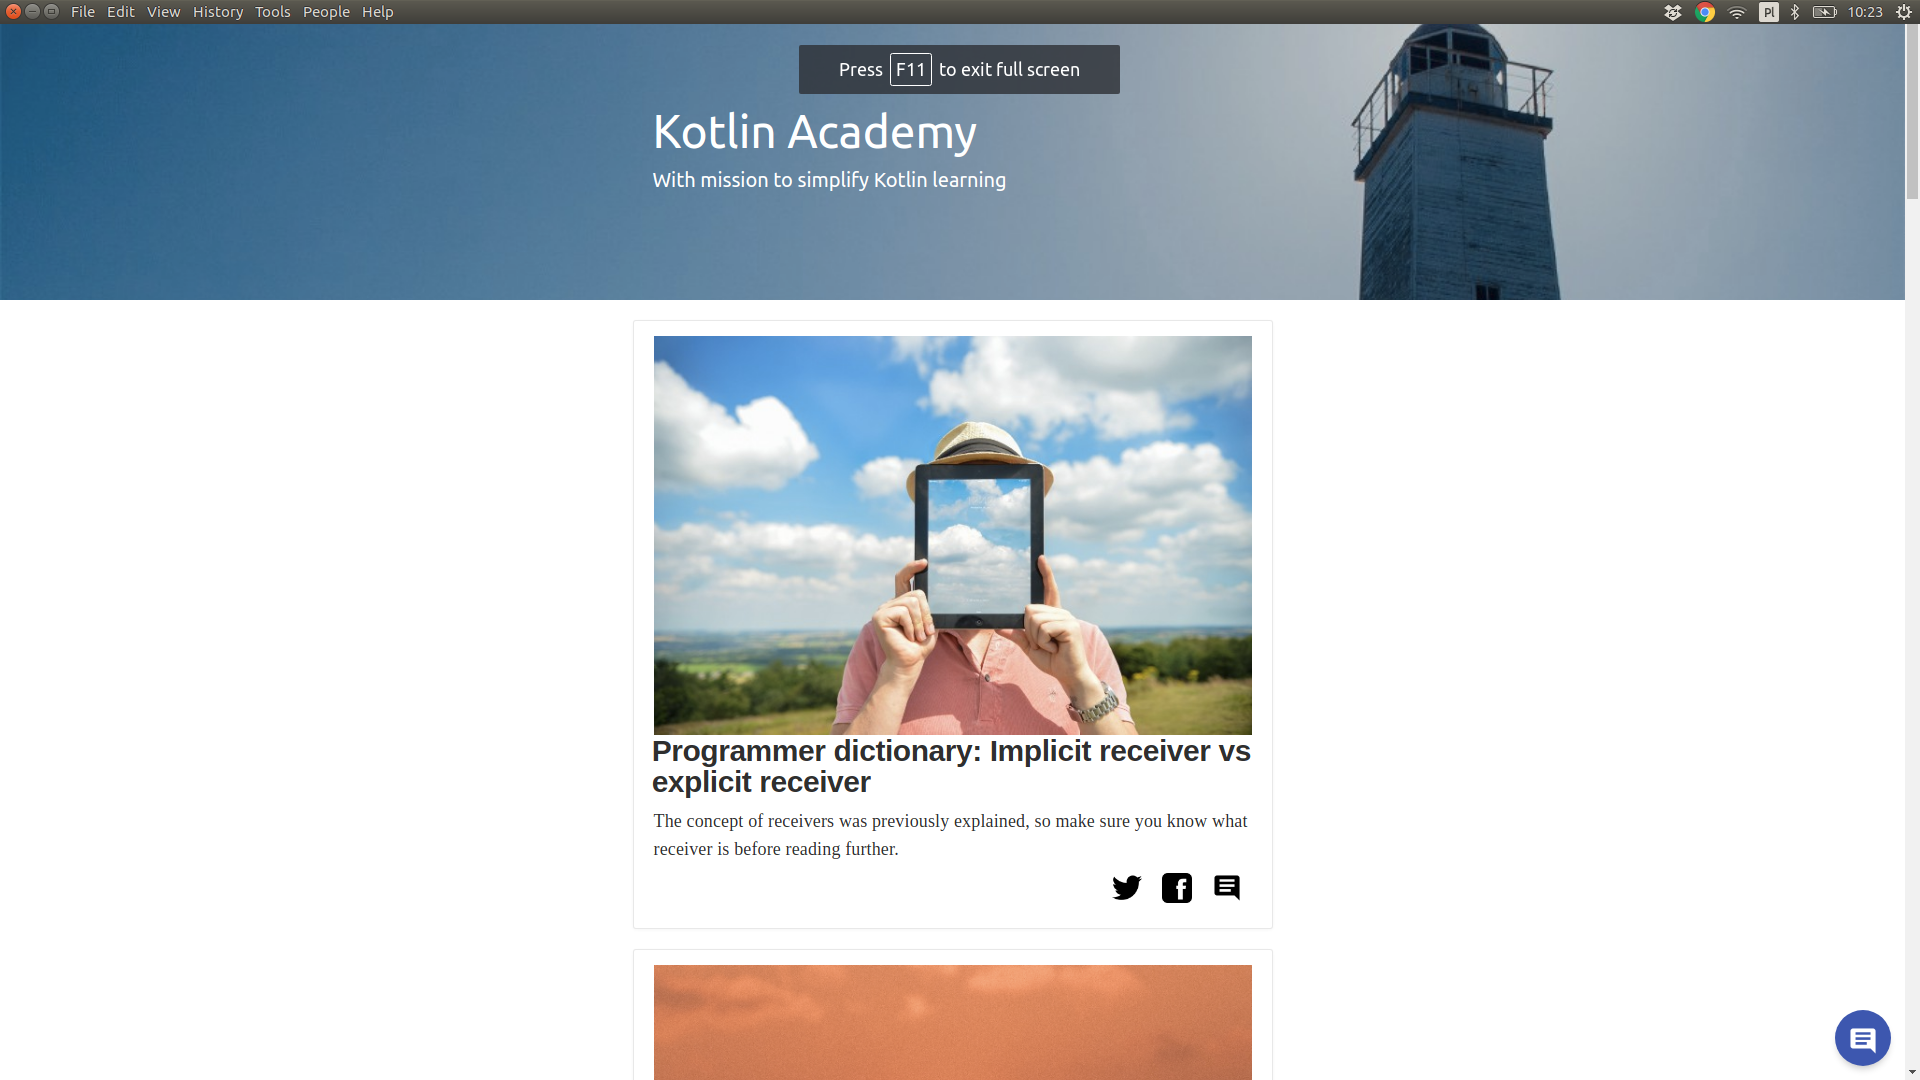 File Edit View History Tools People Help
Pl 10:23
Press F11 to exit full screen
Kotlin Academy
With mission to simplify Kotlin learning
Programmer dictionary: Implicit receiver vs
explicit receiver
The concept of receivers was previously explained, so make sure you know what
receiver is before reading further.